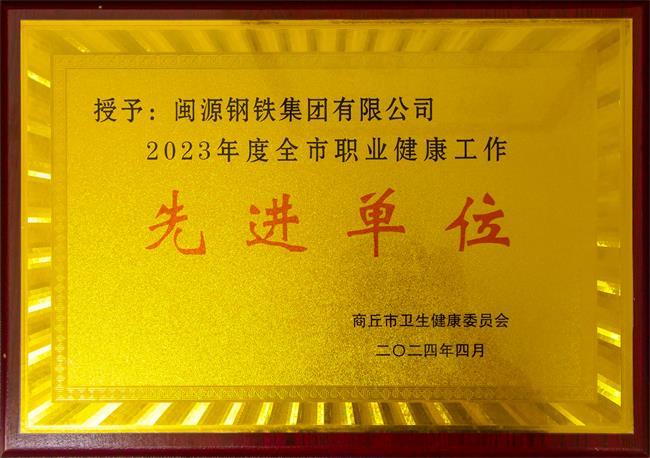 授予：闽源钢铁集团有限公司
2023年度全市职业健康工作
先进单位
商丘市卫生健康委员会
二〇二四年四月